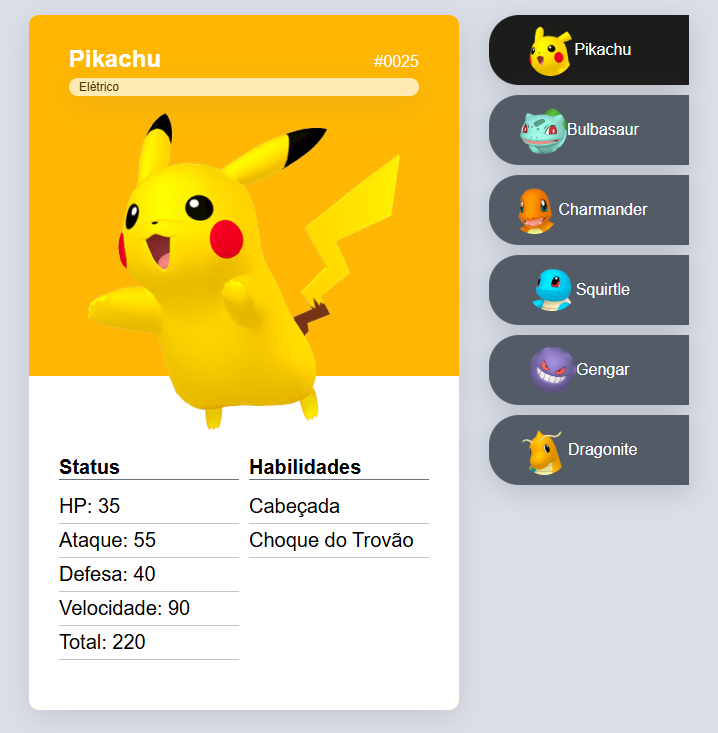 Pikachu
#0025
Elétrico
Status
HP: 35
Ataque: 55
Defesa: 40
Velocidade: 90
Total: 220
Habilidades
Cabeçada
Choque do Trovão
Pikachu
Bulbasaur
Charmander
Squirtle
Gengar
Dragonite